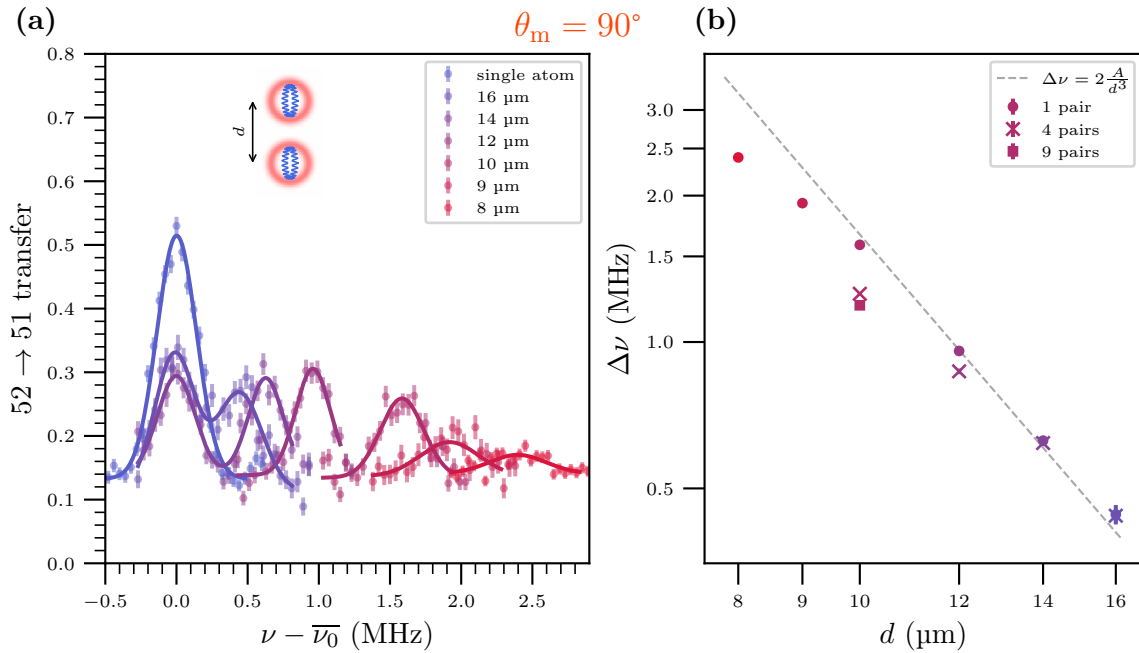 (a)
θm = 90°
(b)
52 → 51 transfer
0.8
0.7
0.6
0.5
0.4
0.3
0.2
0.1
0.0
d
single atom
16 µm
14 µm
12 µm
10 µm
9 µm
8 µm
−0.5
0.0
0.5
1.0
1.5
2.0
2.5
ν − ν̅₀ (MHz)
Δν (MHz)
3.0
2.5
2.0
1.5
1.0
0.5
Δν = 2 A/d³
1 pair
4 pairs
9 pairs
8
9
10
12
14
16
d (µm)